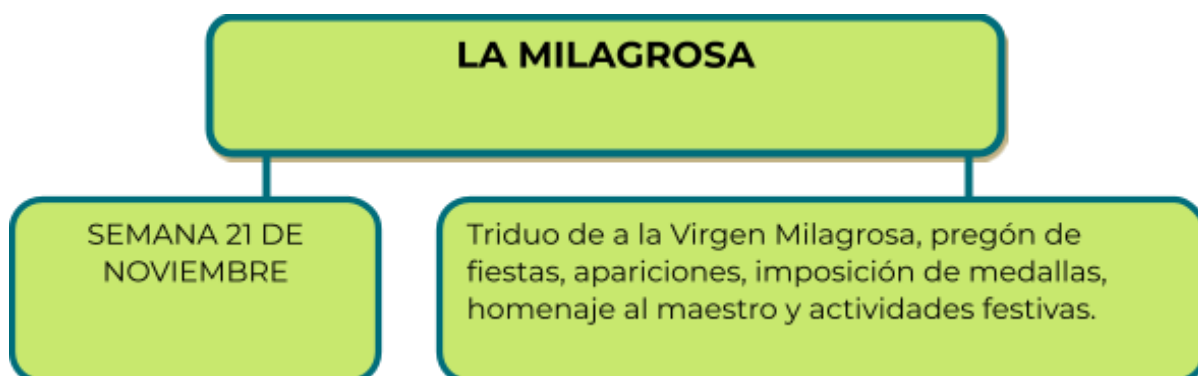 LA MILAGROSA
SEMANA 21 DE
NOVIEMBRE
Triduo de a la Virgen Milagrosa, pregón de
fiestas, apariciones, imposición de medallas,
homenaje al maestro y actividades festivas.